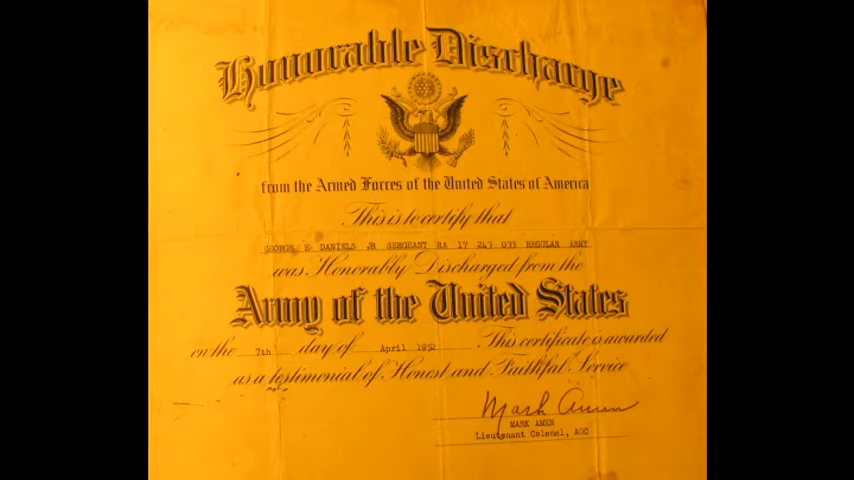 Honorable Discharge
from the Armed Forces of the United States of America
This is to certify that
GEORGE E DANIELS JR SERGEANT RA 17 243 033 REGULAR ARMY
was Honorably Discharged from the
Army of the United States
on the 7th day of April 1952 This certificate is awarded
as a testimonial of Honest and Faithful Service
Mark Amen
MARK AMEN
Lieutenant Colonel, AGC